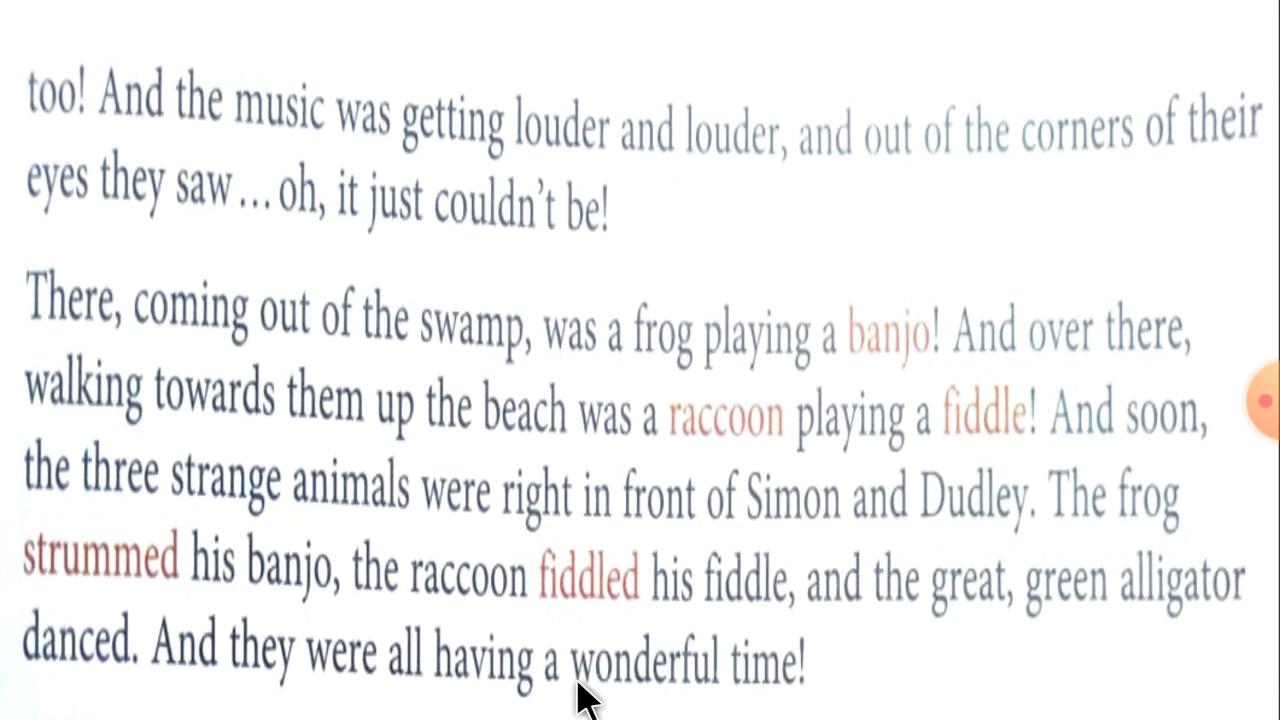 too! And the music was getting louder and louder, and out of the corners of their
eyes they saw... oh, it just couldn't be!
There, coming out of the swamp, was a frog playing a banjo! And over there,
walking towards them up the beach was a raccoon playing a fiddle! And soon,
the three strange animals were right in front of Simon and Dudley. The frog
strummed his banjo, the raccoon fiddled his fiddle, and the great, green alligator
danced. And they were all having a wonderful time!